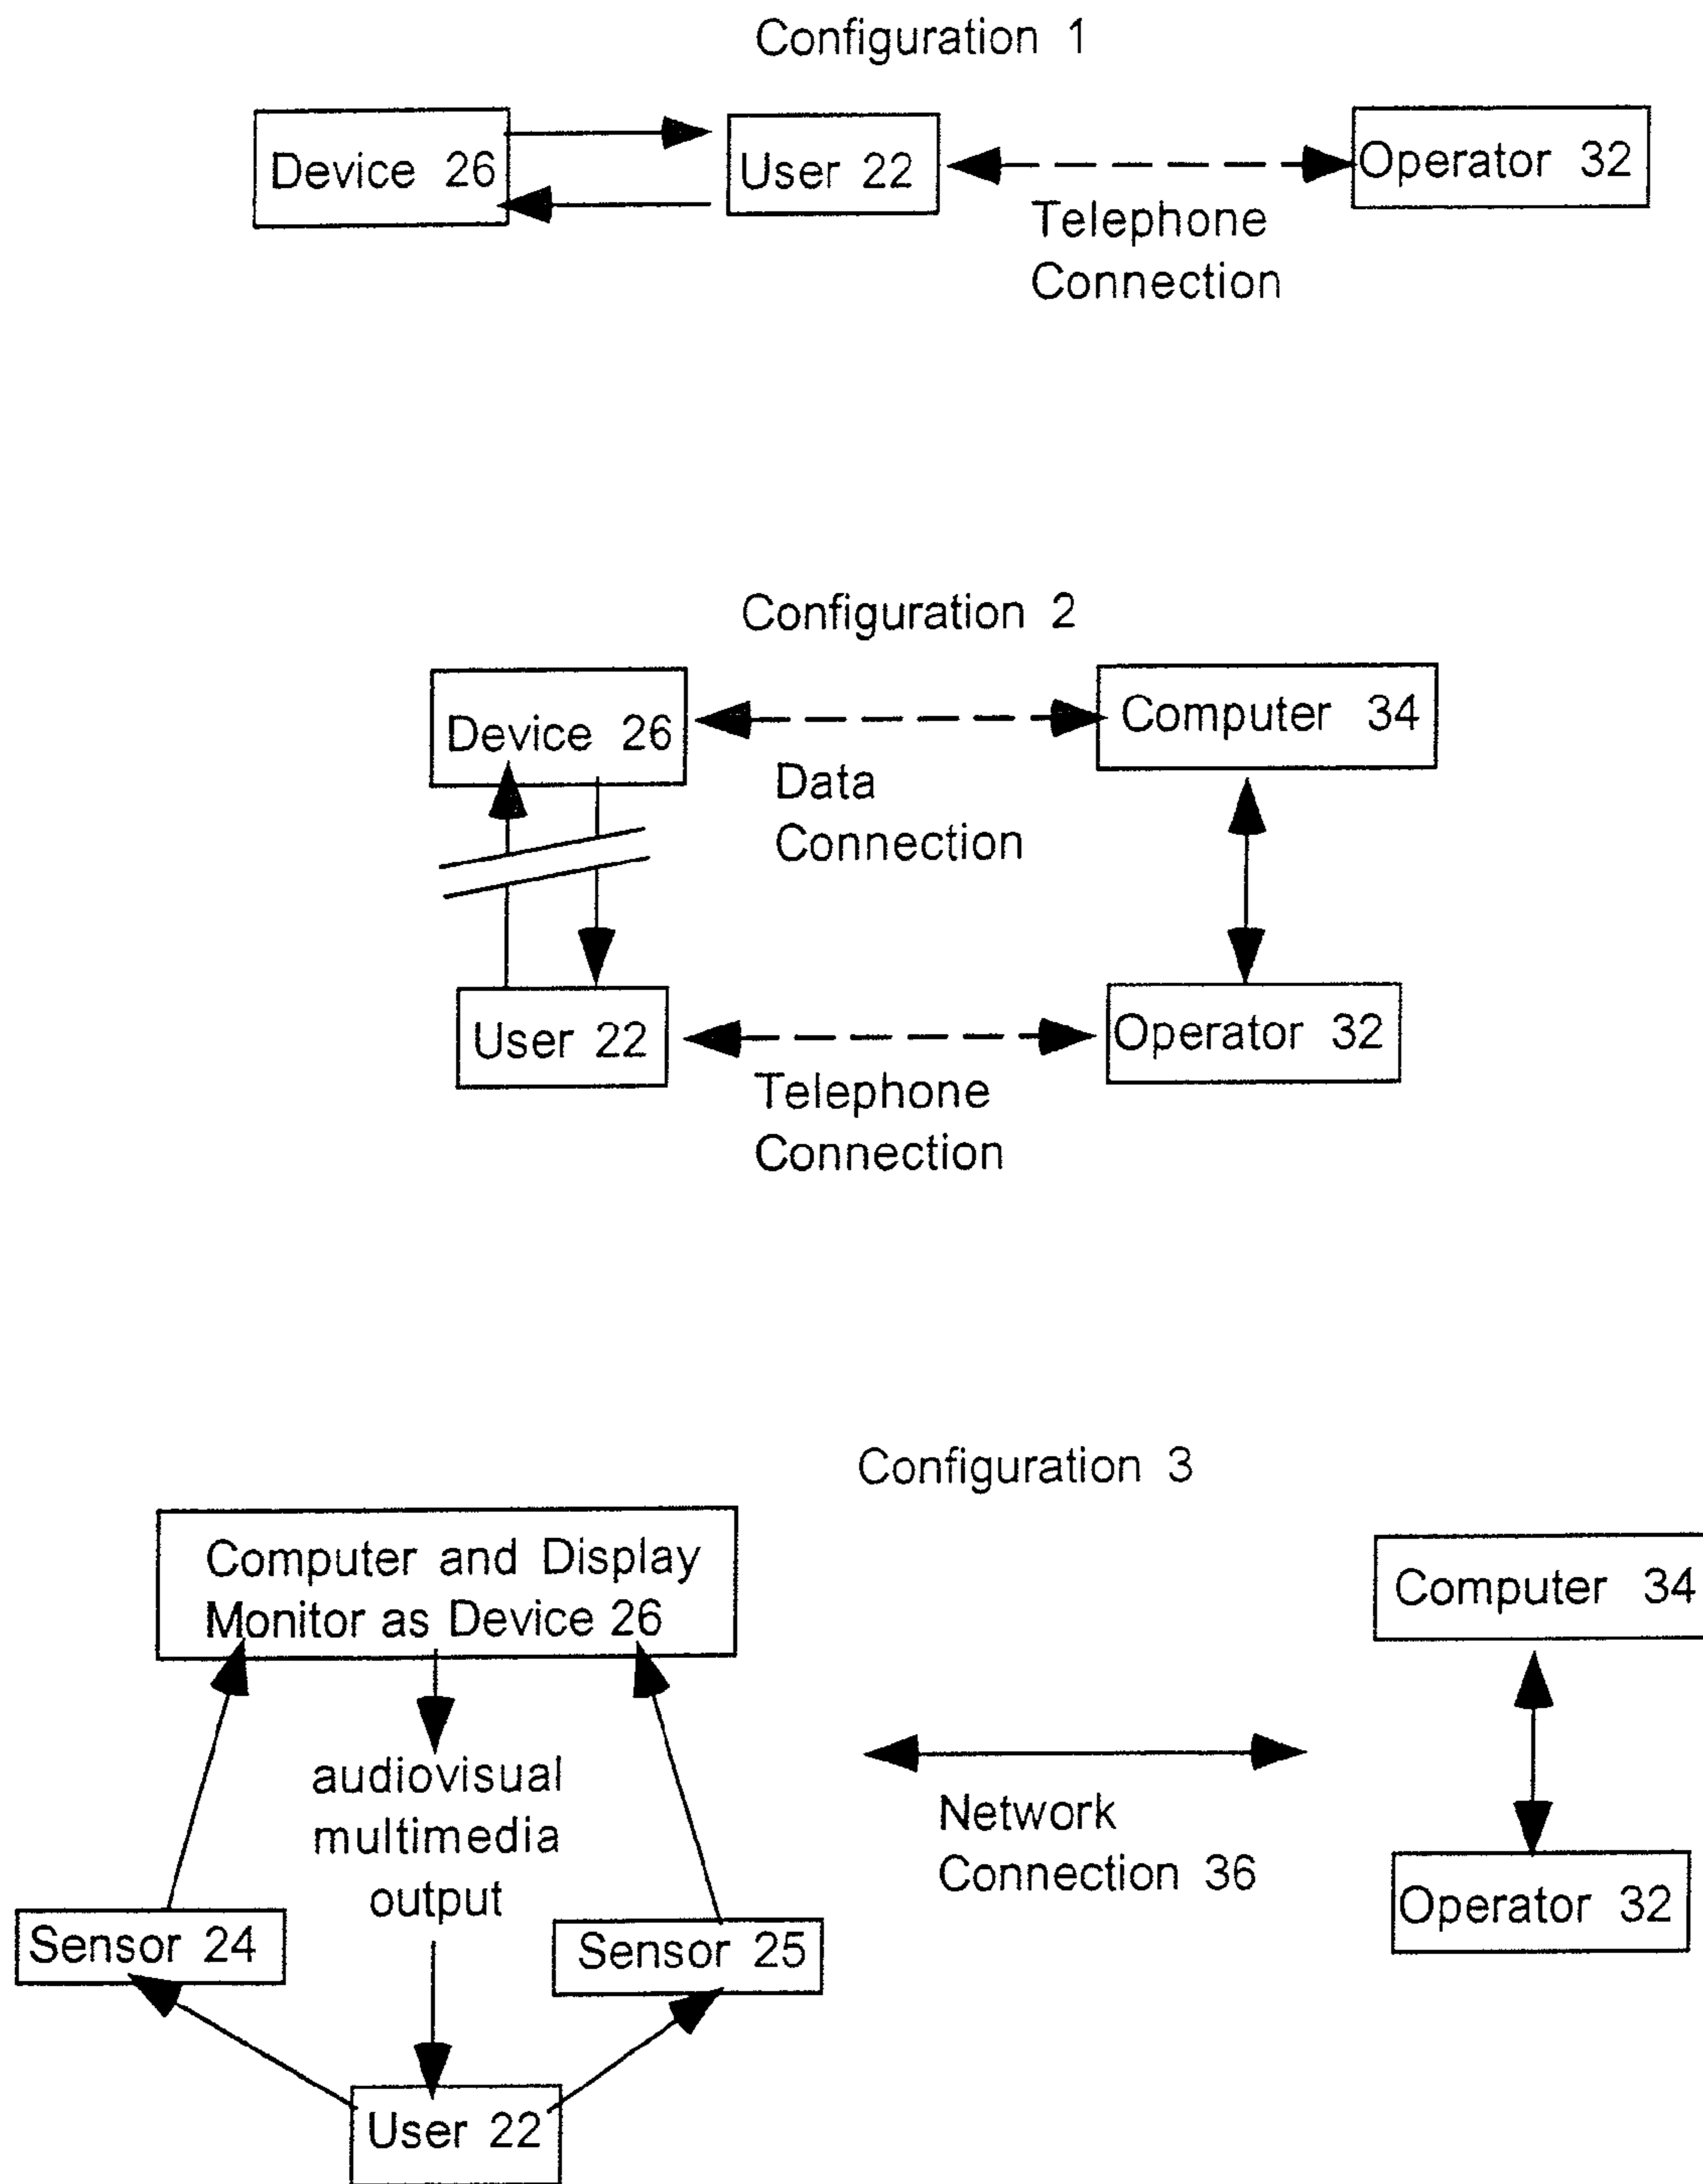 Configuration 1
Device 26
User 22
Operator 32
Telephone
Connection
Configuration 2
Device 26
Computer 34
Data
Connection
User 22
Operator 32
Telephone
Connection
Configuration 3
Computer and Display
Monitor as Device 26
Computer 34
audiovisual
multimedia
output
Network
Connection 36
Sensor 24
Sensor 25
Operator 32
User 22